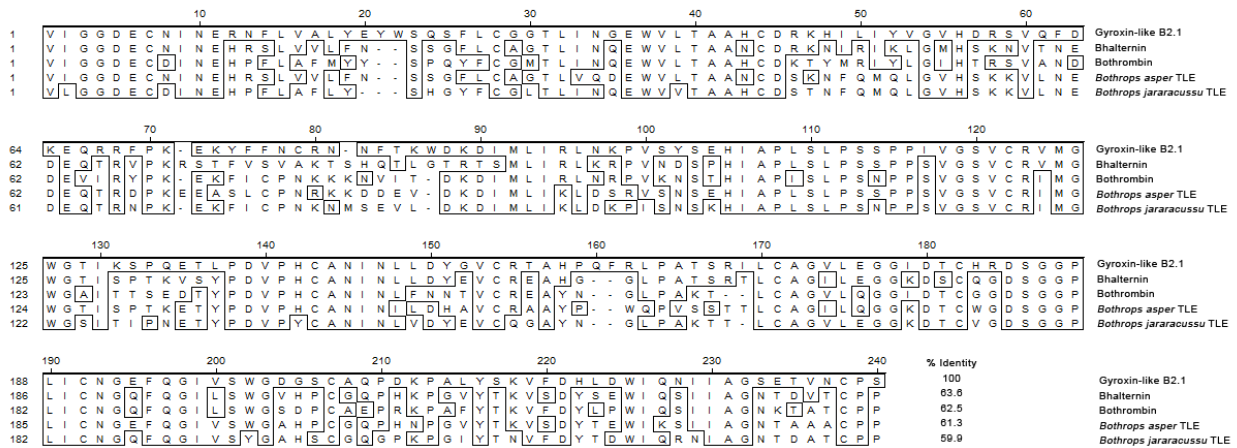 10 20 30 40 50 60
1 V I G G D E C N I N E R N F L V A L Y E Y W S Q S F L C G G T L I N G E W V L T A A H C D R K H I L I Y V G V H D R S V Q F D Gyroxin-like B2.1
1 V I G G D E C N I N E H R S L V V L F N - - S S G F L C A G T L I N Q E W V L T A A N C D R K N I R I K L G M H S K N V T N E Bhalternin
1 V I G G D E C D I N E H P F L A F M Y Y - - S P Q Y F C G M T L I N Q E W V L T A A H C D K T Y M R I Y L G I H T R S V A N D Bothrombin
1 V I G G D E C N I N E H R S L V V L F N - - S S G F L C A G T L V Q D E W V L T A A N C D S K N F Q M Q L G V H S K K V L N E Bothrops asper TLE
1 V L G G D E C D I N E H P F L A F L Y - - - S H G Y F C G L T L I N Q E W V V T A A H C D S T N F Q M Q L G V H S K K V L N E Bothrops jararacussu TLE
70 80 90 100 110 120
64 K E Q R R F P K - E K Y F F N C R N - N F T K W D K D I M L I R L N K P V S Y S E H I A P L S L P S S P P I V G S V C R V M G Gyroxin-like B2.1
62 D E Q T R V P K R S T F V S V A K T S H Q T L G T R T S M L I R L K R P V N D S P H I A P L S L P S S P P S V G S V C R V M G Bhalternin
62 D E V I R Y P K - E K F I C P N K K K N V I T - D K D I M L I R L N R P V K N S T H I A P I S L P S N P P S V G S V C R I M G Bothrombin
62 D E Q T R D P K E E A S L C P N R K K D D E V - D K D I M L I K L D S R V S N S E H I A P L S L P S S P P S V G S V C R I M G Bothrops asper TLE
61 D E Q T R N P K - E K F I C P N K N M S E V L - D K D I M L I K L D K P I S N S K H I A P L S L P S N P P S V G S V C R I M G Bothrops jararacussu TLE
130 140 150 160 170 180
125 W G T I K S P Q E T L P D V P H C A N I N L L D Y G V C R T A H P Q F R L P A T S R I L C A G V L E G G I D T C H R D S G G P Gyroxin-like B2.1
125 W G T I S P T K V S Y P D V P H C A N I N L L D Y E V C R E A H G - - G L P A T S R T L C A G I L E G G K D S C Q G D S G G P Bhalternin
123 W G A I T T S E D T Y P D V P H C A N I N L F N N T V C R E A Y N - - G L P A K T - - L C A G V L Q G G I D T C G G D S G G P Bothrombin
124 W G T I S P T K E T Y P D V P H C A N I N I L D H A V C R A A Y P - - W Q P V S S T T L C A G I L Q G G K D T C W G D S G G P Bothrops asper TLE
122 W G S I T I P N E T Y P D V P Y C A N I N L V D Y E V C Q G A Y N - - G L P A K T T - L C A G V L E G G K D T C V G D S G G P Bothrops jararacussu TLE
190 200 210 220 230 240 % Identity
188 L I C N G E F Q G I V S W G D G S C A Q P D K P A L Y S K V F D H L D W I Q N I I A G S E T V N C P S 100 Gyroxin-like B2.1
186 L I C N G Q F Q G I L S W G V H P C G Q P H K P G V Y T K V S D Y S E W I Q S I I A G N T D V T C P P 63.6 Bhalternin
182 L I C N G Q F Q G I L S W G S D P C A E P R K P A F Y T K V F D Y L P W I Q S I I A G N K T A T C P P 62.5 Bothrombin
185 L I C N G E F Q G I V S W G A H P C G Q P H N P G V Y T K V S D Y T E W I K S I I A G N T A A A C P P 61.3 Bothrops asper TLE
182 L I C N G Q F Q G I V S Y G A H S C G Q G P K P G I Y T N V F D Y T D W I Q R N I A G N T D A T C P P 59.9 Bothrops jararacussu TLE